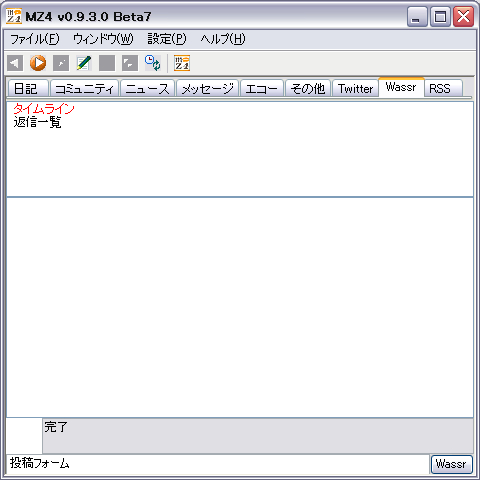 MZ4 v0.9.3.0 Beta7
ファイル(F) ウィンドウ(W) 設定(P) ヘルプ(H)
日記 コミュニティ ニュース メッセージ エコー その他 Twitter Wassr RSS
タイムライン
返信一覧
完了
投稿フォーム Wassr